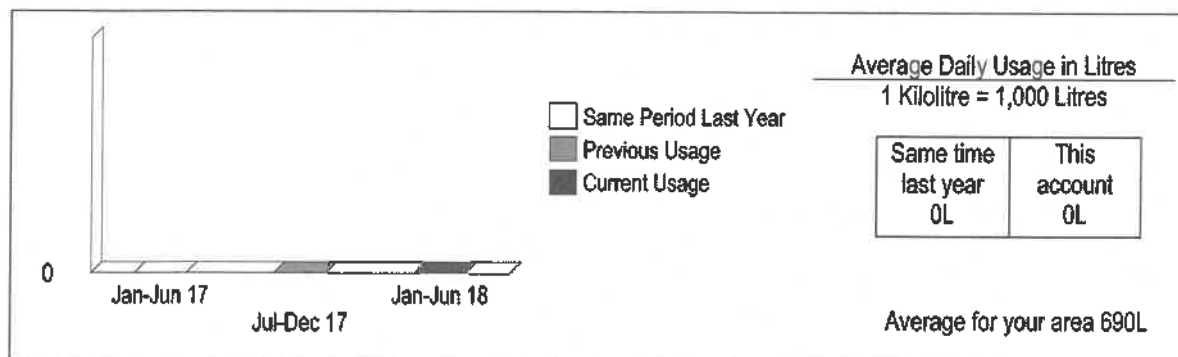 0
Jan-Jun 17
Jul-Dec 17
Jan-Jun 18
Same Period Last Year
Previous Usage
Current Usage
Average Daily Usage in Litres
1 Kilolitre = 1,000 Litres
Same time
last year
0L
This
account
0L
Average for your area 690L